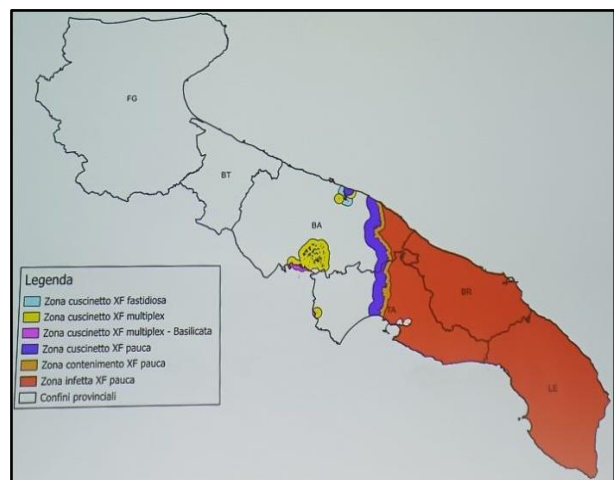 FG
BT
BA
BR
TA
LE
Legenda
Zona cuscinetto XF fastidiosa
Zona cuscinetto XF multiplex
Zona cuscinetto XF multiplex - Basilicata
Zona cuscinetto XF pauca
Zona contenimento XF pauca
Zona infetta XF pauca
Confini provinciali